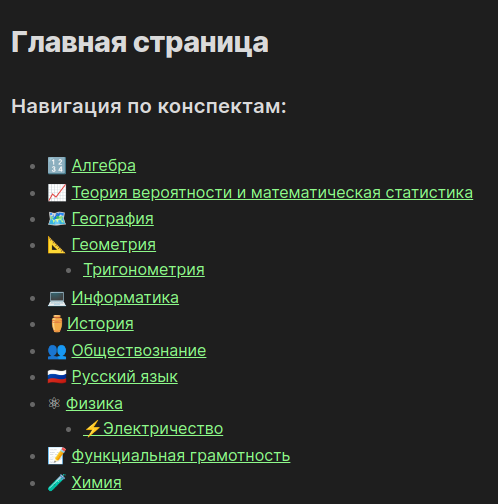 Главная страница
Навигация по конспектам:
🔢 Алгебра
📈 Теория вероятности и математическая статистика
🗺️ География
📐 Геометрия
Тригонометрия
💻 Информатика
⚱️История
👥 Обществознание
🇷🇺 Русский язык
⚛ Физика
⚡Электричество
📝 Функциальная грамотность
🧪 Химия